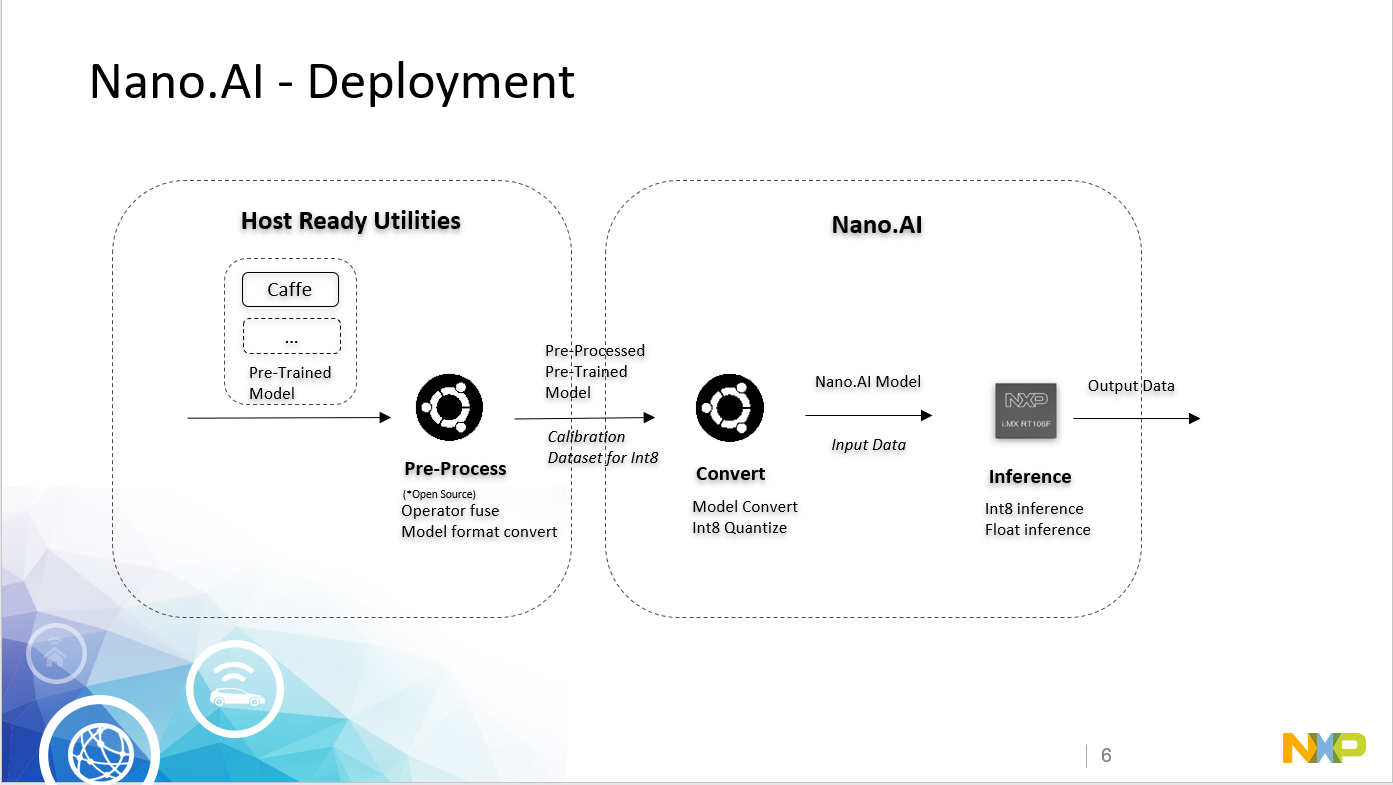 Nano.AI - Deployment
Host Ready Utilities
Caffe
...
Pre-Trained
Model
Pre-Process
(*Open Source)
Operator fuse
Model format convert
Pre-Processed
Pre-Trained
Model
Calibration
Dataset for Int8
Nano.AI
Convert
Model Convert
Int8 Quantize
Nano.AI Model
Input Data
NXP
i.MX RT106F
Inference
Int8 inference
Float inference
Output Data
6
NXP